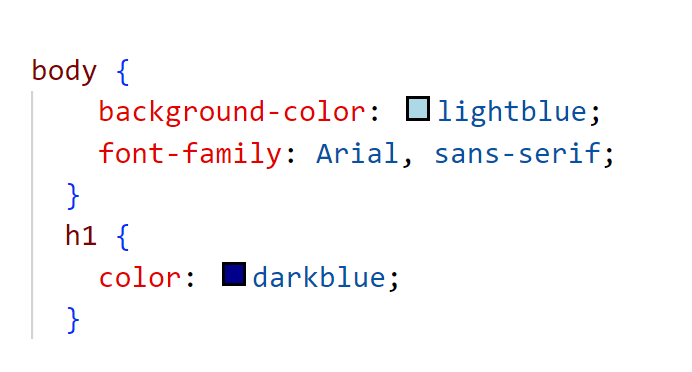 body {
    background-color: lightblue;
    font-family: Arial, sans-serif;
  }
  h1 {
    color: darkblue;
  }